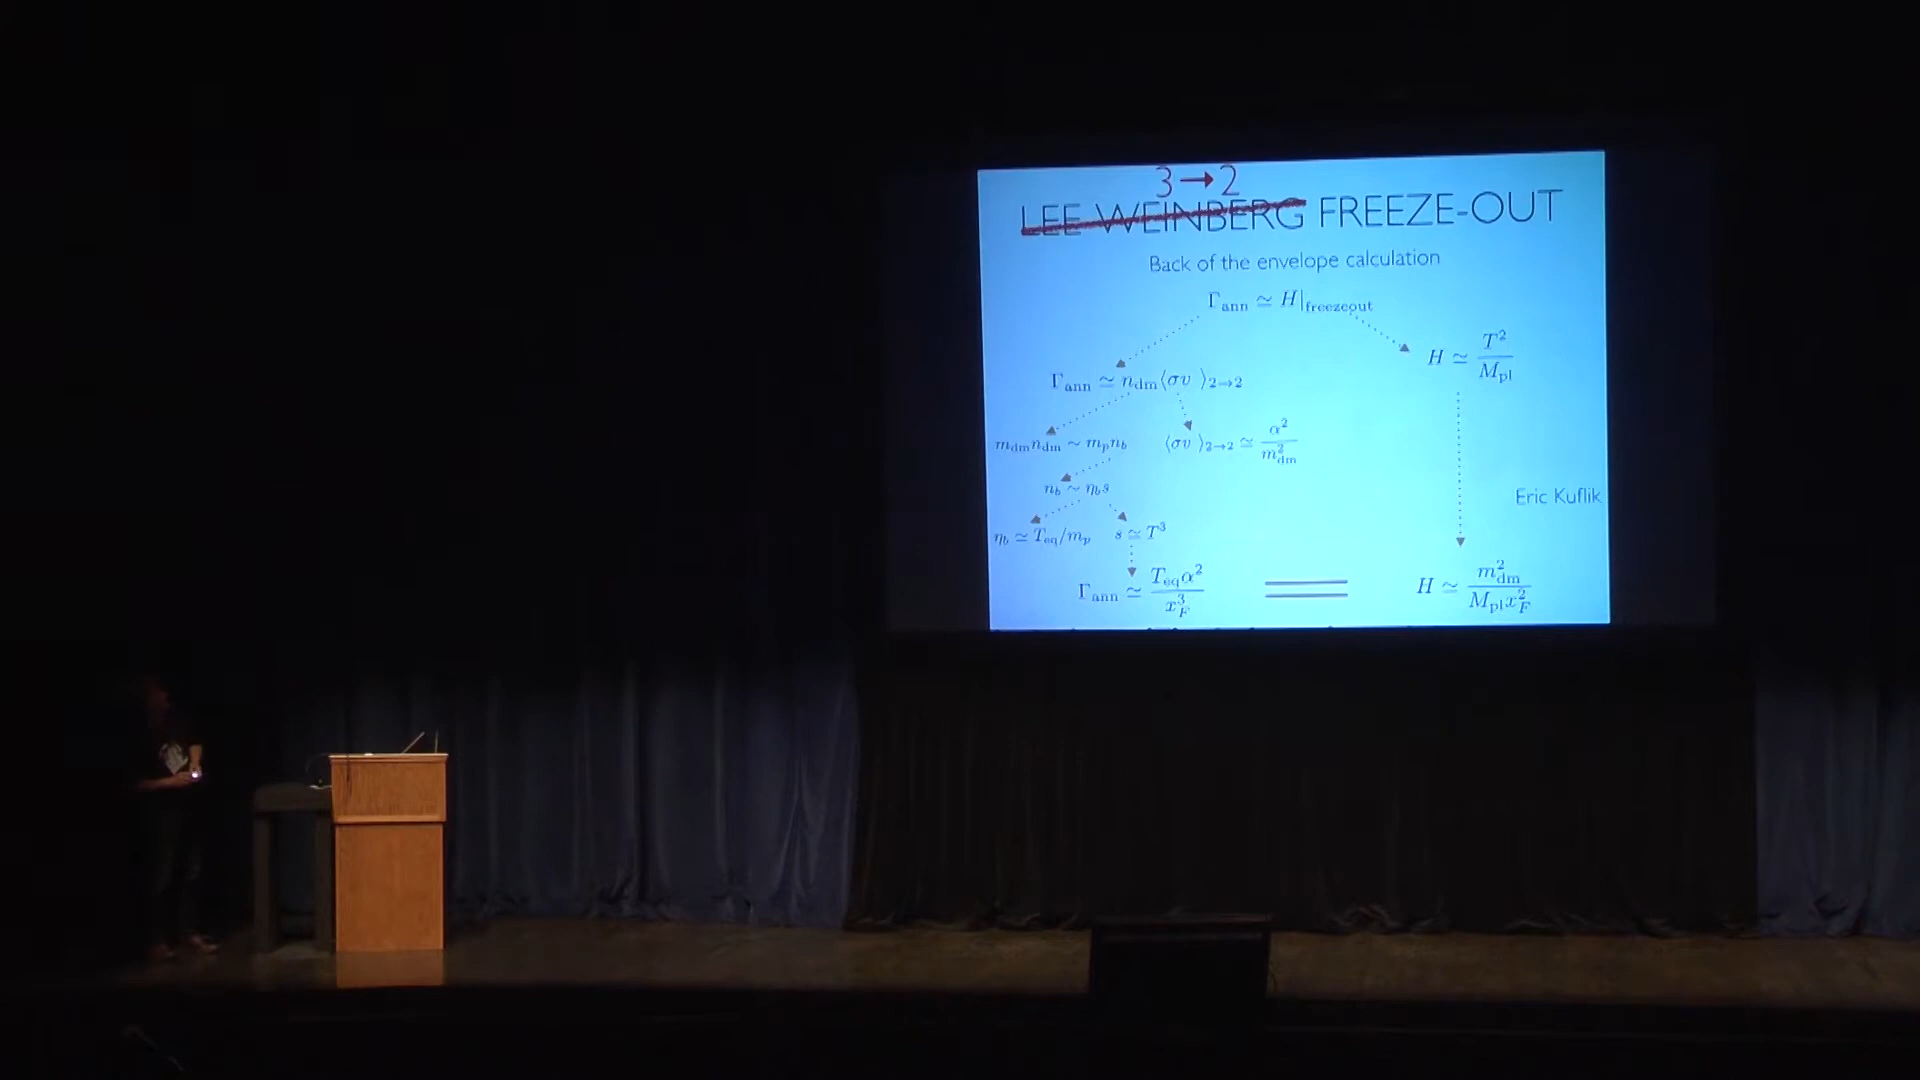 3→2
LEE WEINBERG FREEZE-OUT
Back of the envelope calculation
Γ_ann ≃ H|_freezeout
H ≃ T²/M_pl
Γ_ann ≃ n_dm⟨σv⟩_2→2
m_dm n_dm ~ m_p n_b
⟨σv⟩_2→2 ≃ α²/m²_dm
n_b ~ η_b s
Eric Kuflik
η_b ≃ T_eq/m_p
s ≃ T³
Γ_ann ≃ T_eq α²/x³_F
=
H ≃ m²_dm/M_pl x²_F